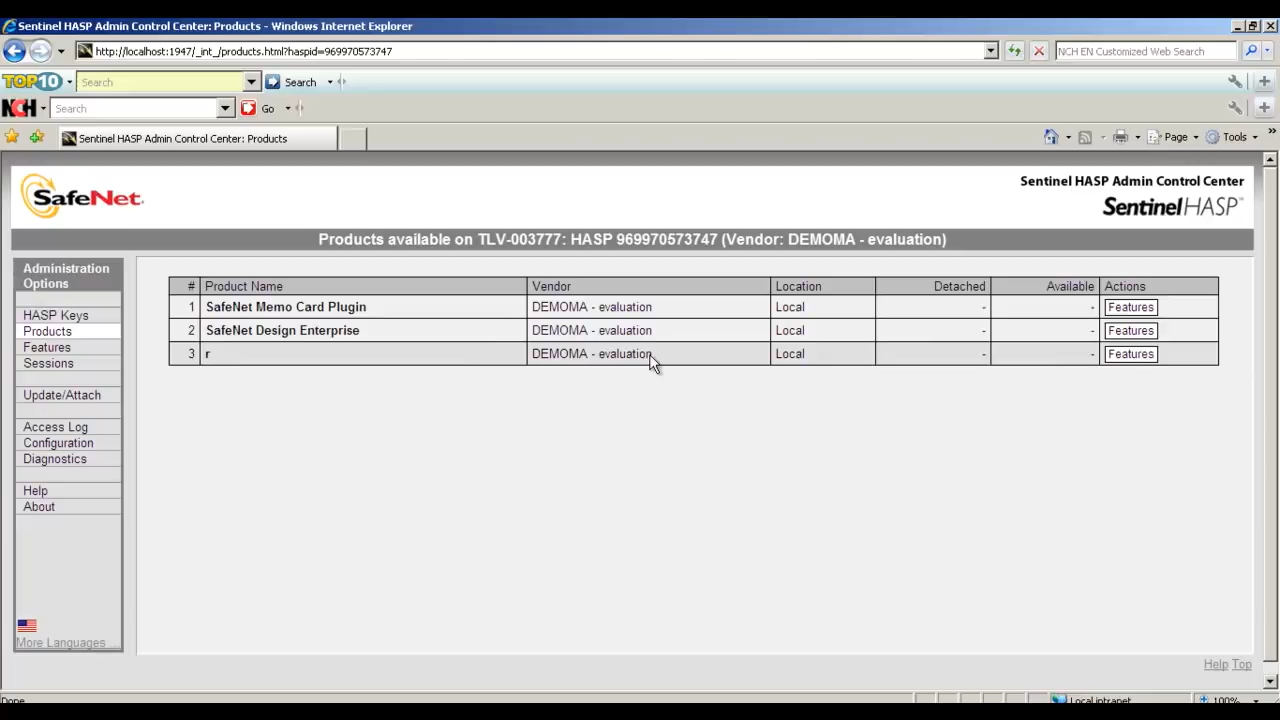 Sentinel HASP Admin Control Center: Products - Windows Internet Explorer
http://localhost:1947/_int_/products.html?haspid=969970573747
NCH EN Customized Web Search
TOP10 Search Search
NCH Search Go
Sentinel HASP Admin Control Center: Products
Page Tools
SafeNet.
Sentinel HASP Admin Control Center
Sentinel HASP
Products available on TLV-003777: HASP 969970573747 (Vendor: DEMOMA - evaluation)
Administration
Options
HASP Keys
Products
Features
Sessions
Update/Attach
Access Log
Configuration
Diagnostics
Help
About
More Languages ...
# Product Name Vendor Location Detached Available Actions
1 SafeNet Memo Card Plugin DEMOMA - evaluation Local - - Features
2 SafeNet Design Enterprise DEMOMA - evaluation Local - - Features
3 r DEMOMA - evaluation Local - - Features
Help Top
Done
Local intranet
100%